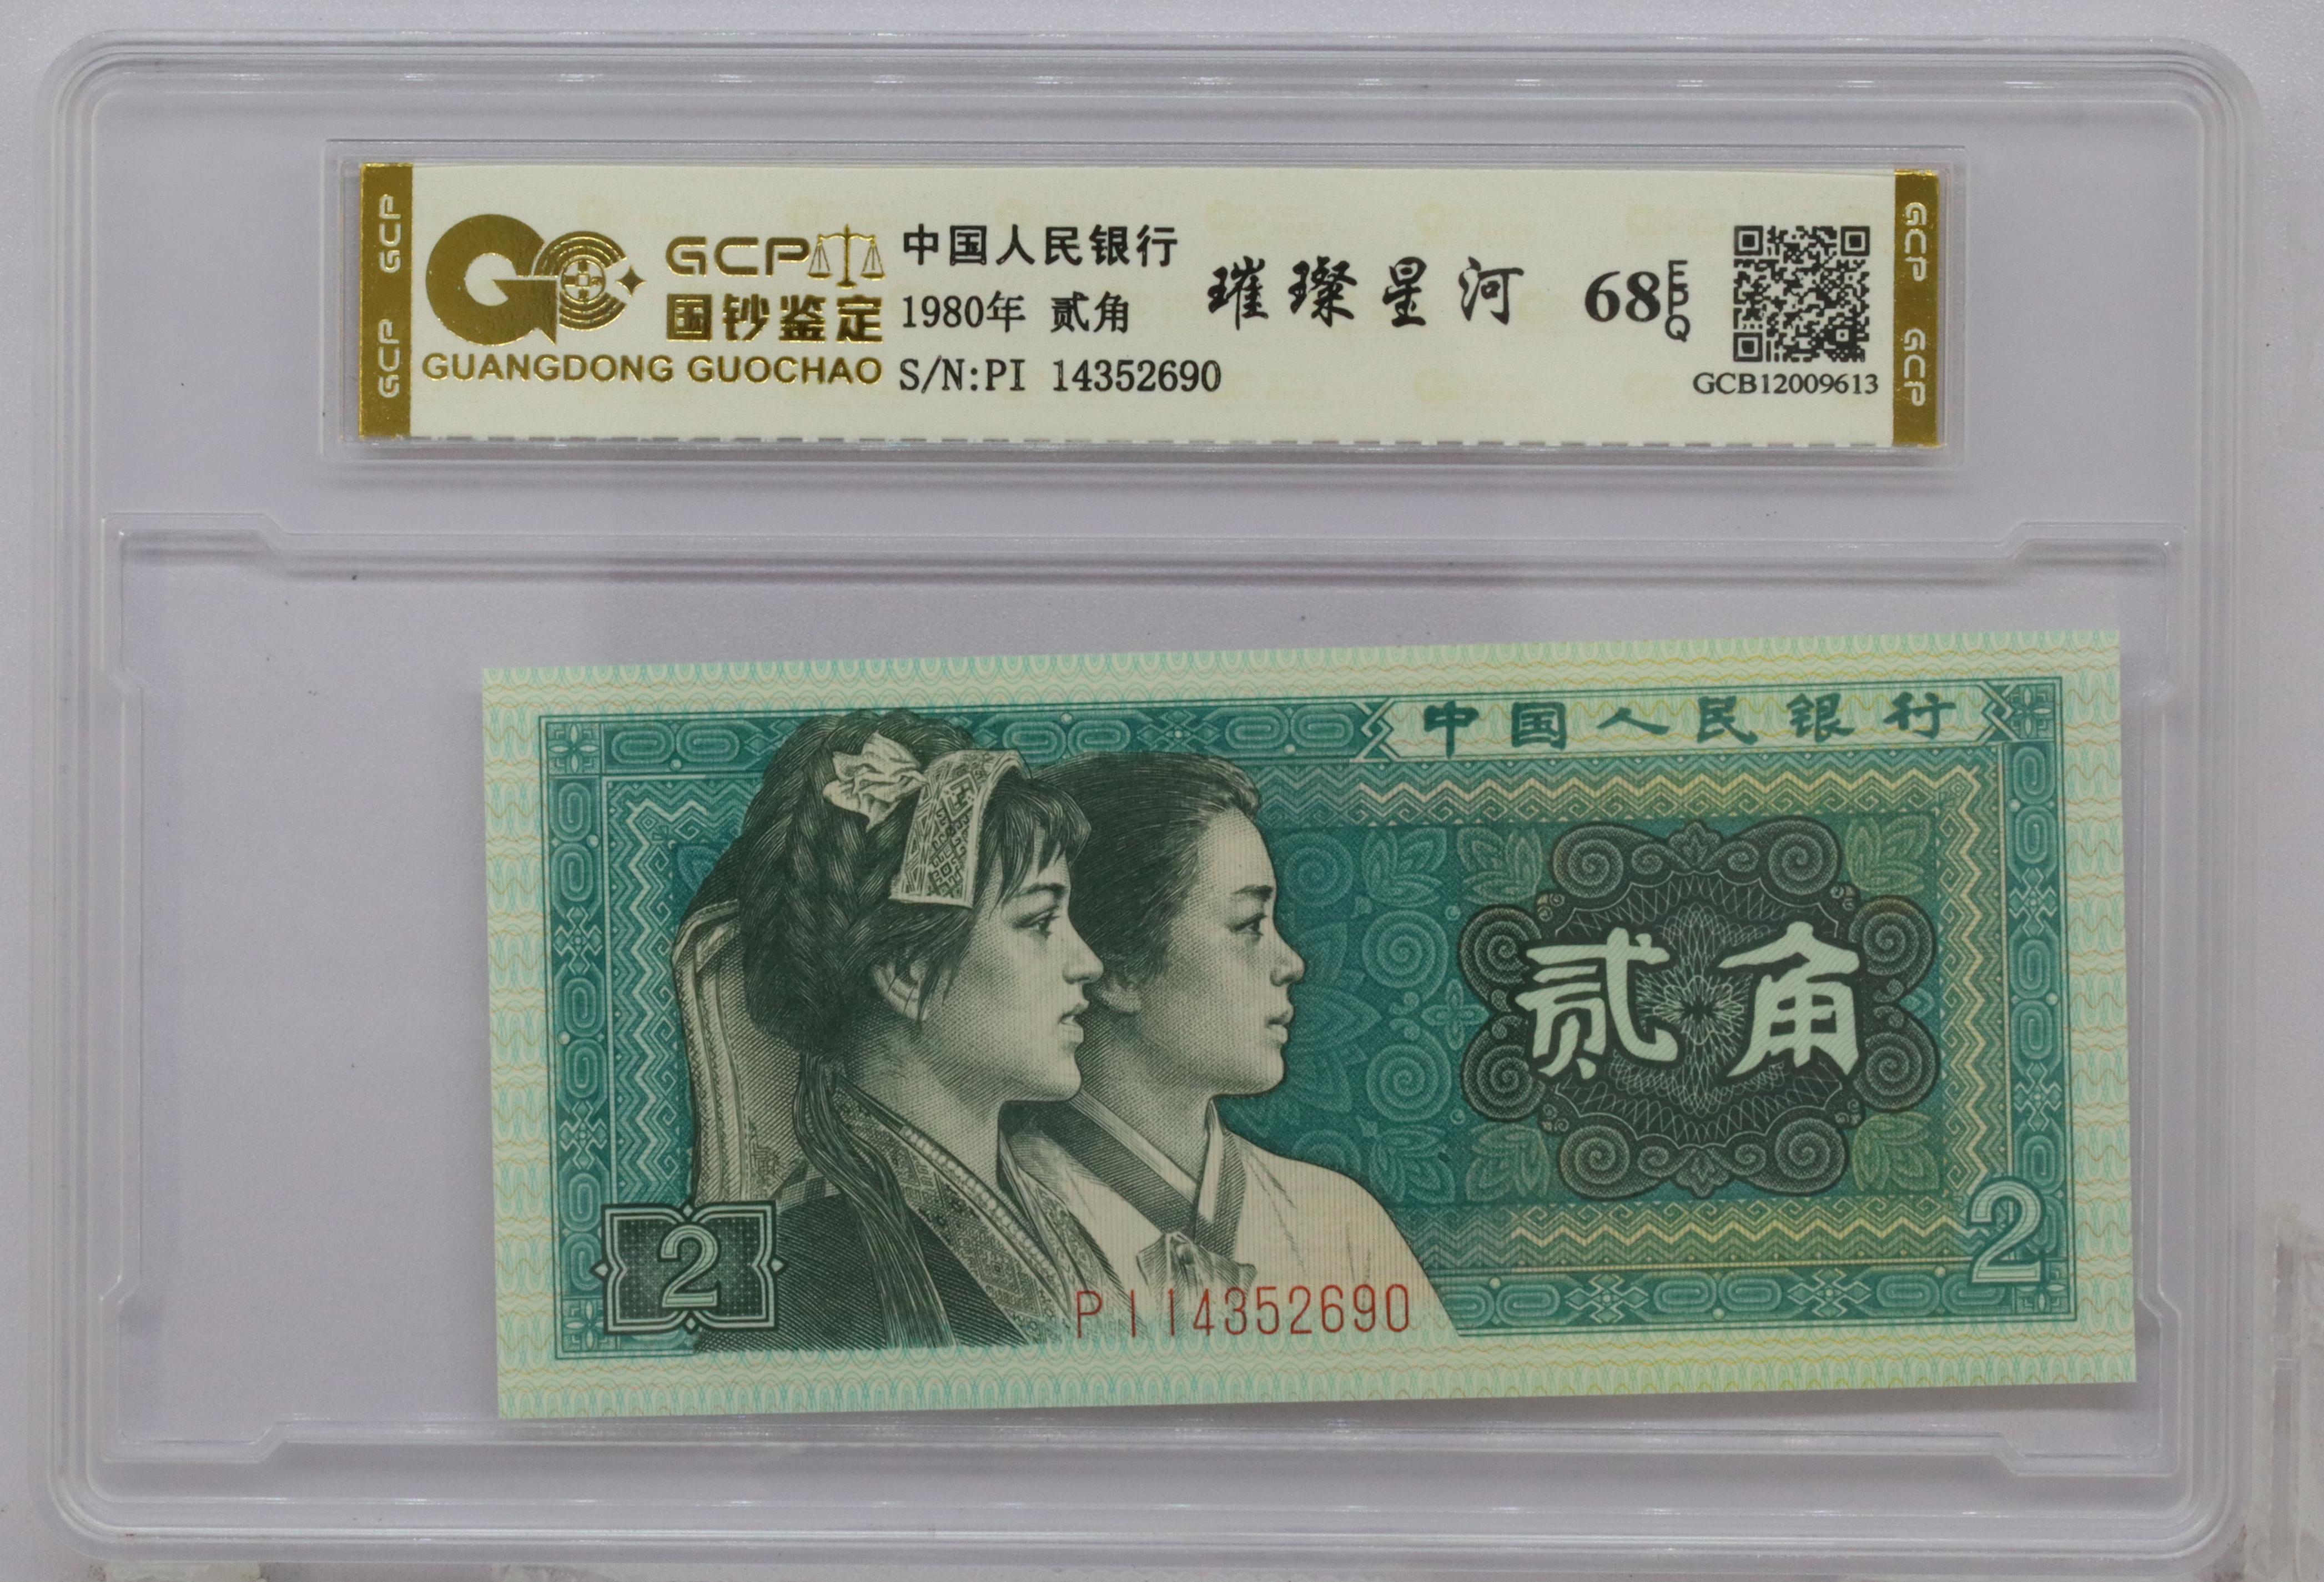 GCP
GCP
GCP
国钞鉴定
GUANGDONG GUOCHAO
中国人民银行
1980年 贰角
S/N:PI 14352690
璀璨星河
68
EPQ
GCB12009613
GCP
GCP
中国人民银行
贰角
2
2
PI14352690